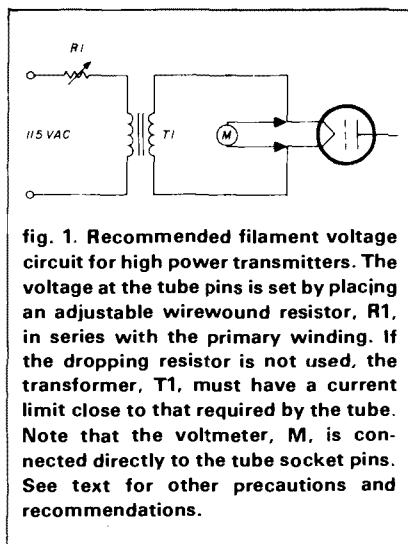 R1
115 VAC
T1
M
fig. 1. Recommended filament voltage
circuit for high power transmitters. The
voltage at the tube pins is set by placing
an adjustable wirewound resistor, R1,
in series with the primary winding. If
the dropping resistor is not used, the
transformer, T1, must have a current
limit close to that required by the tube.
Note that the voltmeter, M, is con-
nected directly to the tube socket pins.
See text for other precautions and
recommendations.